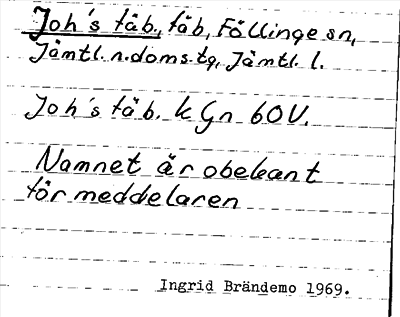 Joh's fäb, fäb, Föllinge sn,
Jämtl. n. doms. tg, Jämtl. l.
Joh's fäb. k Gn 60V.
Namnet är obekant
för meddelaren
Ingrid Brändemo 1969.